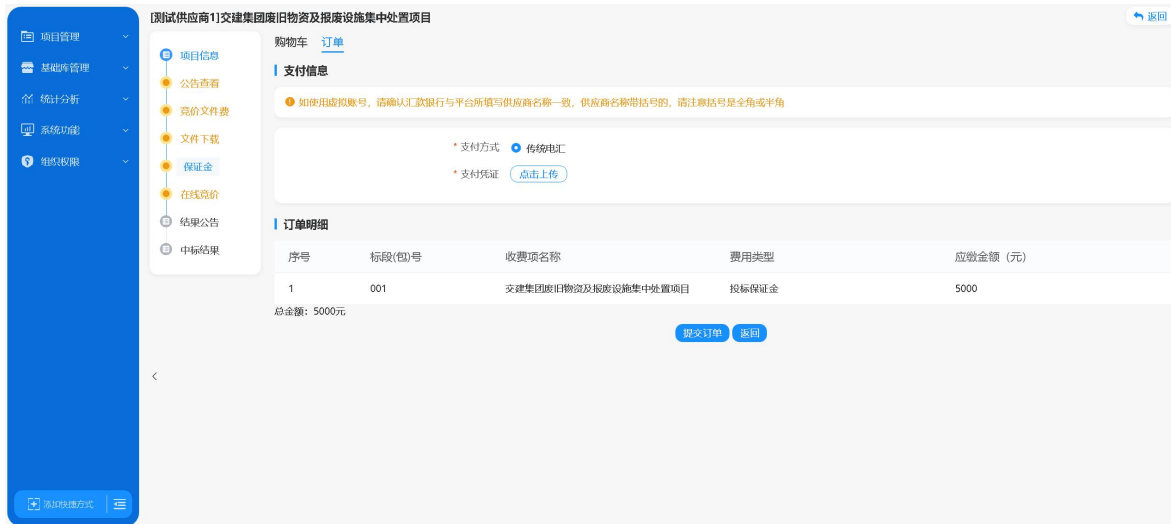 [测试供应商1]交建集团废旧物资及报废设施集中处置项目
返回
项目管理
基础库管理
统计分析
系统功能
组织权限
添加快捷方式
项目信息
公告查看
竞价文件费
文件下载
保证金
在线竞价
结果公告
中标结果
购物车 订单
支付信息
如使用虚拟账号，请确认汇款银行与平台所填写供应商名称一致，供应商名称带括号的，请注意括号是全角或半角
* 支付方式 传统电汇
* 支付凭证 点击上传
订单明细
序号 标段(包)号 收费项名称 费用类型 应缴金额（元）
1 001 交建集团废旧物资及报废设施集中处置项目 投标保证金 5000
总金额：5000元
提交订单 返回